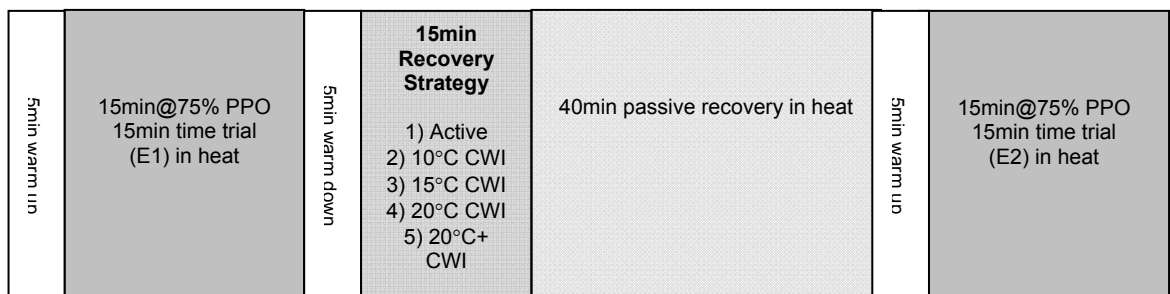 5min warm up
15min@75% PPO
15min time trial
(E1) in heat
5min warm down
15min
Recovery
Strategy
1) Active
2) 10°C CWI
3) 15°C CWI
4) 20°C CWI
5) 20°C+
CWI
40min passive recovery in heat
5min warm up
15min@75% PPO
15min time trial
(E2) in heat